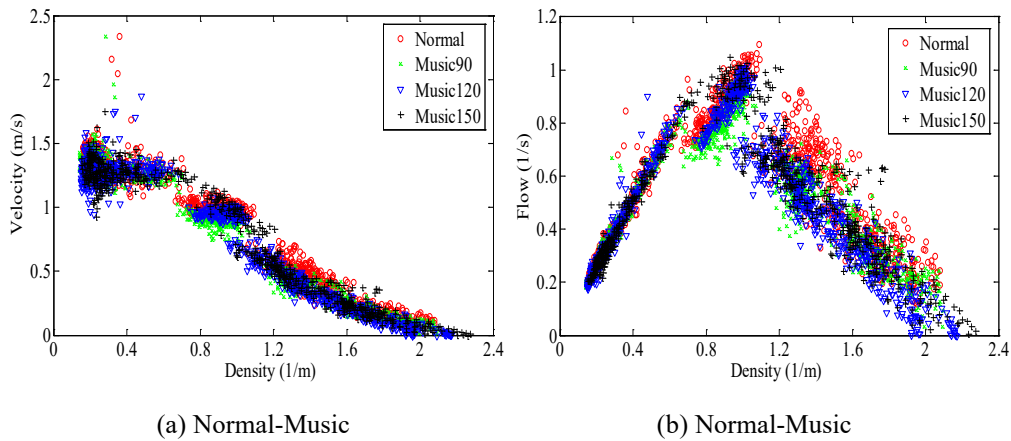 2.5
2
1.5
1
0.5
0
Velocity (m/s)
0 0.4 0.8 1.2 1.6 2 2.4
Density (1/m)
Normal
Music90
Music120
Music150
(a) Normal-Music
1.2
1
0.8
0.6
0.4
0.2
0
Flow (1/s)
0 0.4 0.8 1.2 1.6 2 2.4
Density (1/m)
Normal
Music90
Music120
Music150
(b) Normal-Music